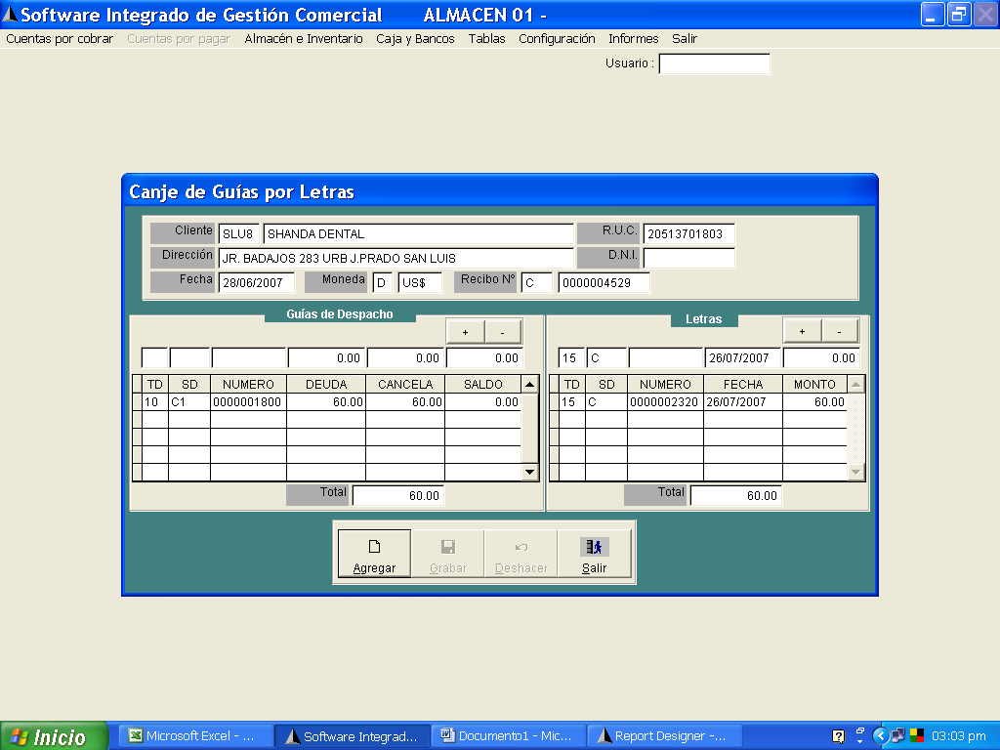 Software Integrado de Gestión Comercial ALMACEN 01 -
Cuentas por cobrar Cuentas por pagar Almacén e Inventario Caja y Bancos Tablas Configuración Informes Salir
Usuario :
Canje de Guías por Letras
Cliente SLU8 SHANDA DENTAL R.U.C. 20513701803
Dirección JR. BADAJOS 283 URB J.PRADO SAN LUIS D.N.I.
Fecha 28/06/2007 Moneda D US$ Recibo Nº C 0000004529
Guías de Despacho Letras
+ - + -
0.00 0.00 0.00 15 C 26/07/2007 0.00
TD SD NUMERO DEUDA CANCELA SALDO TD SD NUMERO FECHA MONTO
10 C1 0000001800 60.00 60.00 0.00 15 C 0000002320 26/07/2007 60.00
Total 60.00 Total 60.00
Agregar Grabar Deshacer Salir
Inicio Microsoft Excel - ... Software Integrad... Documento1 - Mic... Report Designer -... 03:03 pm